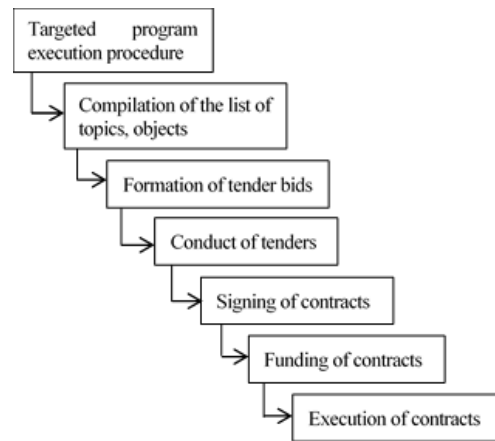 Targeted program
execution procedure
Compilation of the list of
topics, objects
Formation of tender bids
Conduct of tenders
Signing of contracts
Funding of contracts
Execution of contracts